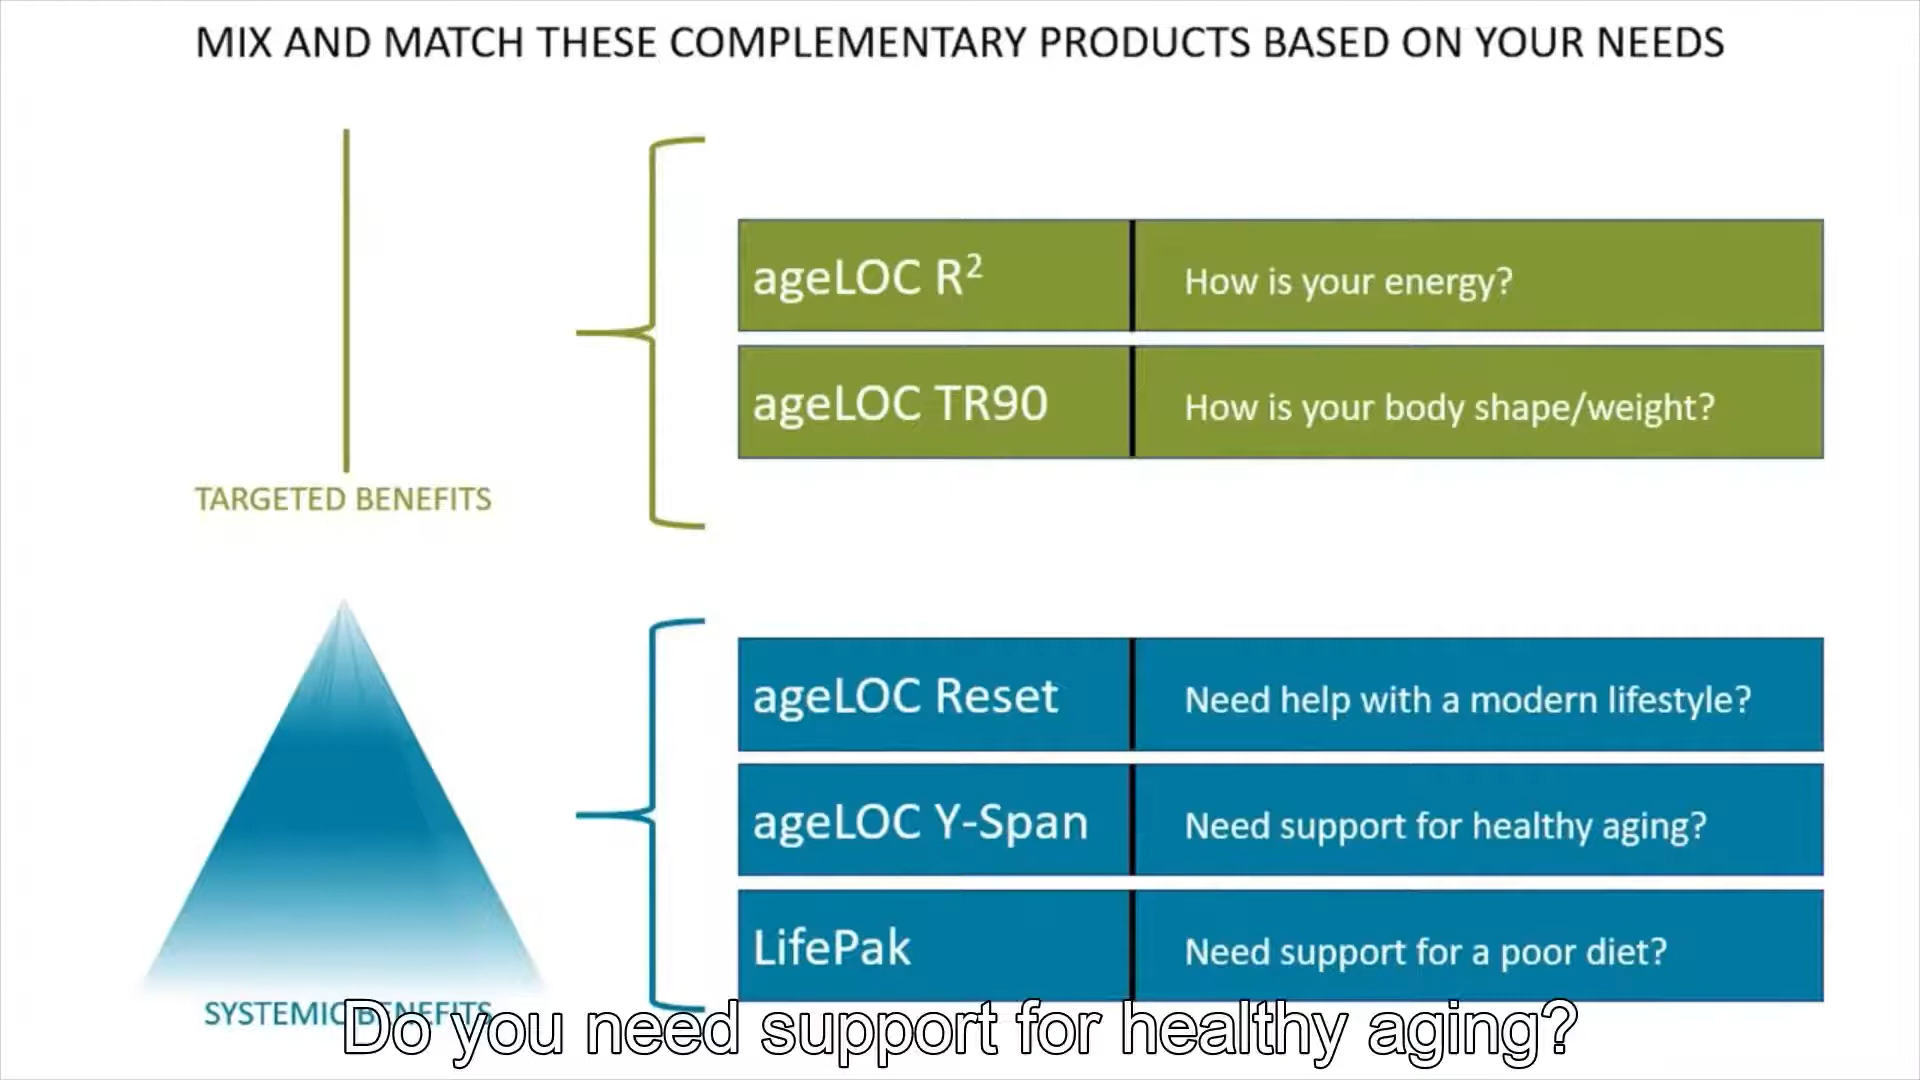 MIX AND MATCH THESE COMPLEMENTARY PRODUCTS BASED ON YOUR NEEDS
ageLOC R²
How is your energy?
ageLOC TR90
How is your body shape/weight?
TARGETED BENEFITS
ageLOC Reset
Need help with a modern lifestyle?
ageLOC Y-Span
Need support for healthy aging?
LifePak
Need support for a poor diet?
SYSTEMIC BENEFITS
Do you need support for healthy aging?